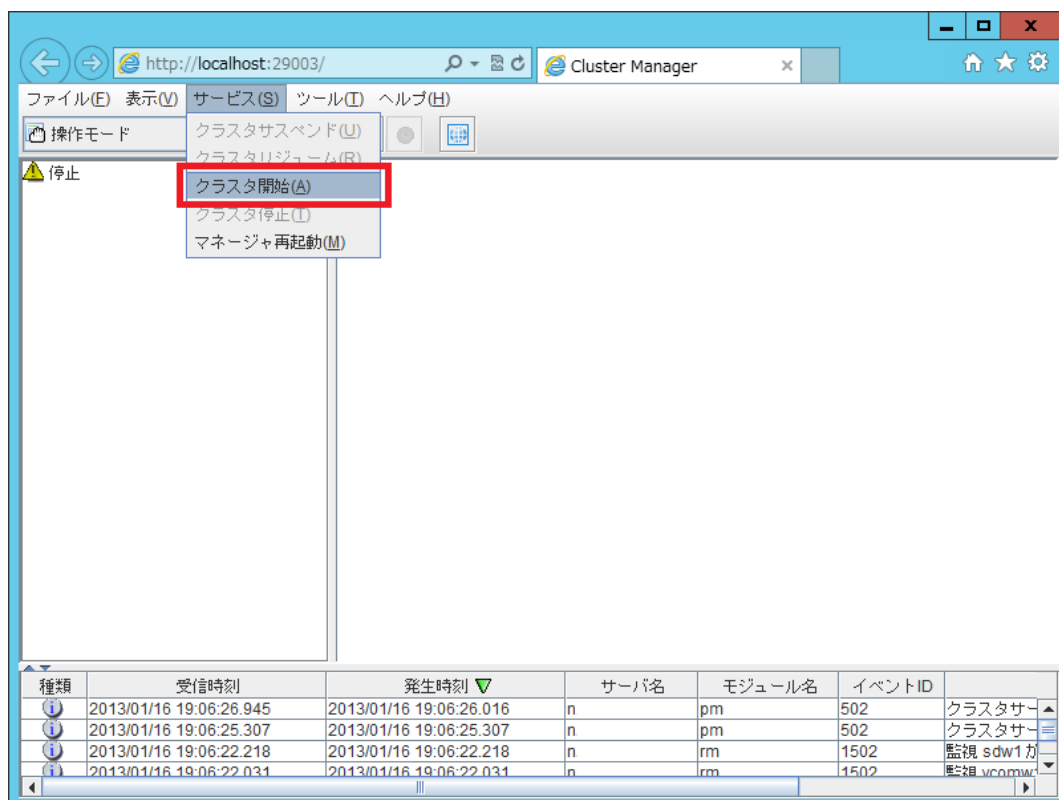 http://localhost:29003/
Cluster Manager
ファイル(F) 表示(V) サービス(S) ツール(T) ヘルプ(H)
操作モード
クラスタサスペンド(U)
クラスタリジューム(R)
停止
クラスタ開始(A)
クラスタ停止(T)
マネージャ再起動(M)
種類 受信時刻 発生時刻 サーバ名 モジュール名 イベントID
2013/01/16 19:06:26.945 2013/01/16 19:06:26.016 n pm 502 クラスタサー
2013/01/16 19:06:25.307 2013/01/16 19:06:25.307 n pm 502 クラスタサー
2013/01/16 19:06:22.218 2013/01/16 19:06:22.218 n rm 1502 監視 sdw1 が
2013/01/16 19:06:22.031 2013/01/16 19:06:22.031 n rm 1502 監視 vcomw